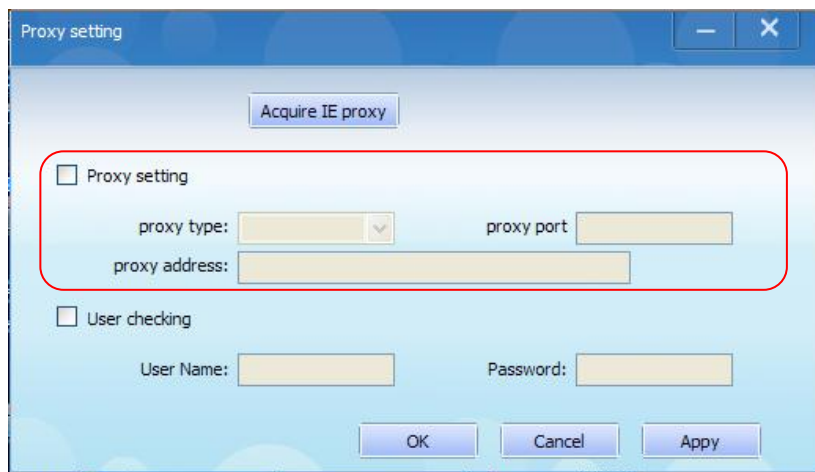 Proxy setting
Acquire IE proxy
Proxy setting
proxy type: proxy port
proxy address:
User checking
User Name: Password:
OK Cancel Appy